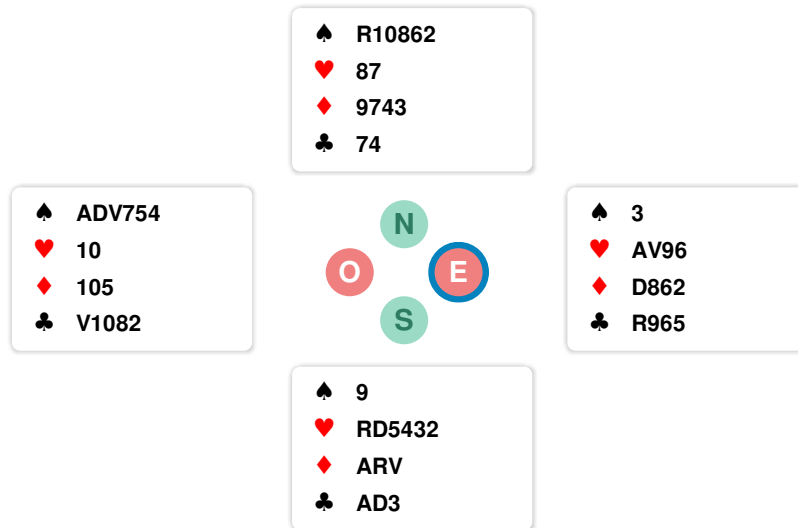 ♠ R10862
♥ 87
♦ 9743
♣ 74
♠ ADV754
♥ 10
♦ 105
♣ V1082
N
O E
S
♠ 3
♥ AV96
♦ D862
♣ R965
♠ 9
♥ RD5432
♦ ARV
♣ AD3